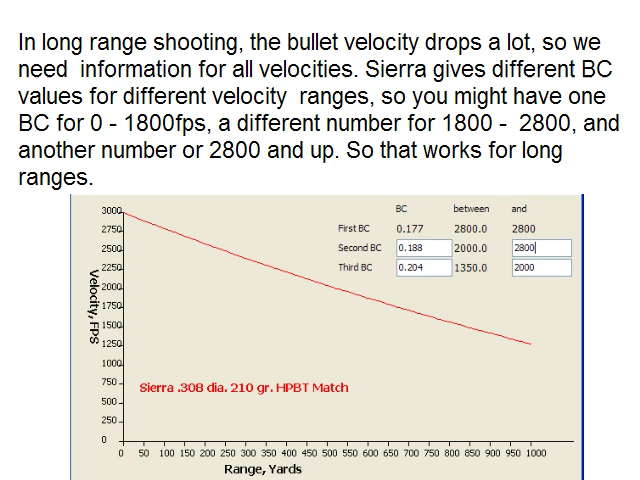 In long range shooting, the bullet velocity drops a lot, so we
need  information for all velocities. Sierra gives different BC
values for different velocity  ranges, so you might have one
BC for 0 - 1800fps, a different number for 1800 -  2800, and
another number or 2800 and up. So that works for long
ranges.
BC between and
First BC 0.177 2800.0 2800
Second BC 0.188 2000.0 2800
Third BC 0.204 1350.0 2000
3000
2750
2500
2250
2000
1750
1500
1250
1000
750
500
250
0
Velocity, FPS
Sierra .308 dia. 210 gr. HPBT Match
0 50 100 150 200 250 300 350 400 450 500 550 600 650 700 750 800 850 900 950 1000
Range, Yards